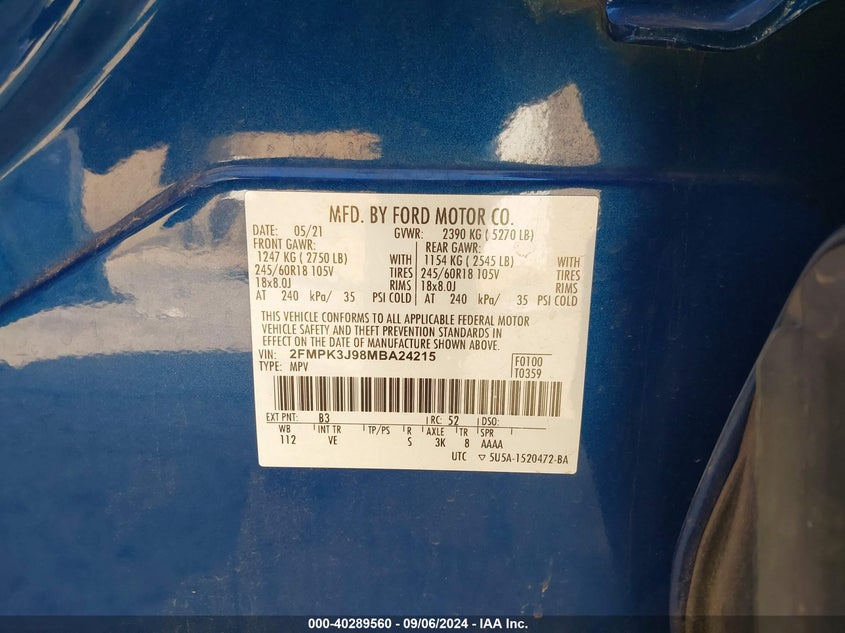 MFD. BY FORD MOTOR CO.
DATE: 05/21 GVWR: 2390 KG ( 5270 LB)
FRONT GAWR: REAR GAWR:
1247 KG ( 2750 LB) WITH 1154 KG ( 2545 LB) WITH
245/60R18 105V TIRES 245/60R18 105V TIRES
18x8.0J RIMS 18x8.0J RIMS
AT 240 kPa/ 35 PSI COLD AT 240 kPa/ 35 PSI COLD
THIS VEHICLE CONFORMS TO ALL APPLICABLE FEDERAL MOTOR
VEHICLE SAFETY AND THEFT PREVENTION STANDARDS IN
EFFECT ON THE DATE OF MANUFACTURE SHOWN ABOVE.
VIN: 2FMPK3J98MBA24215 F0100
TYPE: MPV T0359
EXT PNT: B3 RC: 52 DSO:
WB INT TR TP/PS R AXLE TR SPR
112 VE S 3K 8 AAAA
UTC ▽ 5U5A-1520472-BA
000-40289560 - 09/06/2024 - IAA Inc.